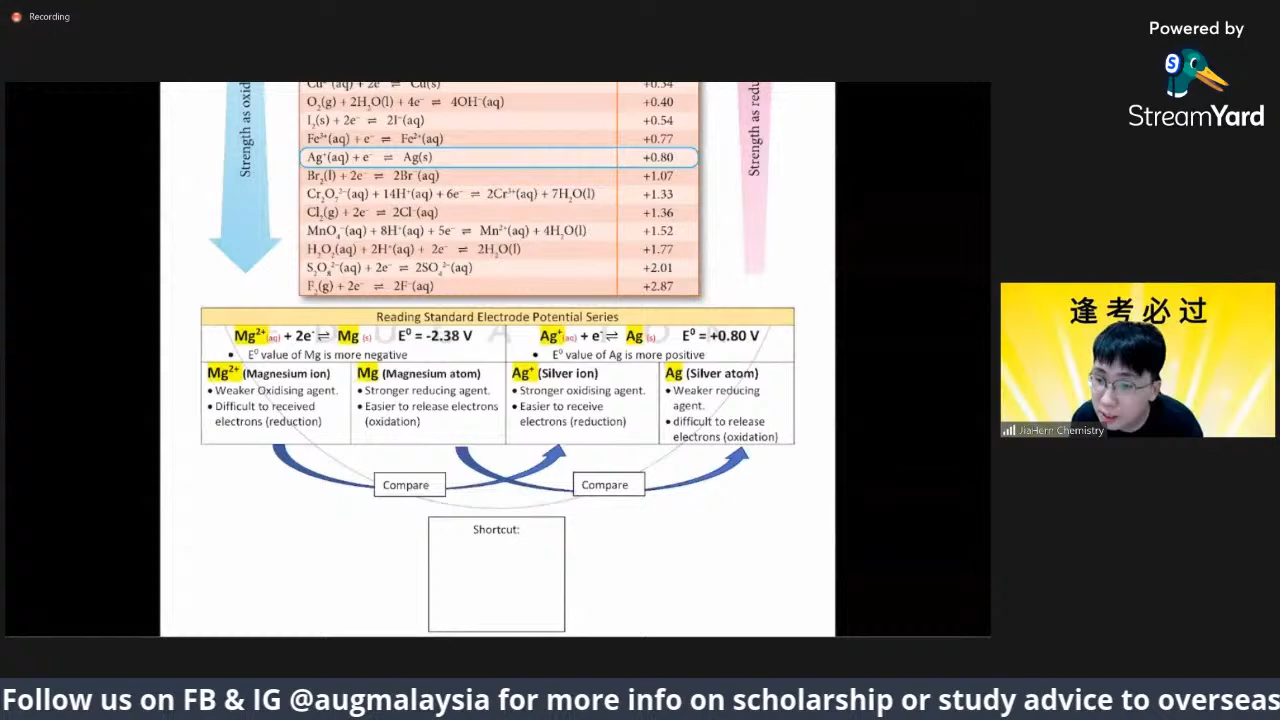 Recording
Powered by
StreamYard
Strength as oxid
Strength as redu
Cu²⁺(aq) + 2e⁻ ⇌ Cu(s) +0.34
O₂(g) + 2H₂O(l) + 4e⁻ ⇌ 4OH⁻(aq) +0.40
I₂(s) + 2e⁻ ⇌ 2I⁻(aq) +0.54
Fe³⁺(aq) + e⁻ ⇌ Fe²⁺(aq) +0.77
Ag⁺(aq) + e⁻ ⇌ Ag(s) +0.80
Br₂(l) + 2e⁻ ⇌ 2Br⁻(aq) +1.07
Cr₂O₇²⁻(aq) + 14H⁺(aq) + 6e⁻ ⇌ 2Cr³⁺(aq) + 7H₂O(l) +1.33
Cl₂(g) + 2e⁻ ⇌ 2Cl⁻(aq) +1.36
MnO₄⁻(aq) + 8H⁺(aq) + 5e⁻ ⇌ Mn²⁺(aq) + 4H₂O(l) +1.52
H₂O₂(aq) + 2H⁺(aq) + 2e⁻ ⇌ 2H₂O(l) +1.77
S₂O₈²⁻(aq) + 2e⁻ ⇌ 2SO₄²⁻(aq) +2.01
F₂(g) + 2e⁻ ⇌ 2F⁻(aq) +2.87
Reading Standard Electrode Potential Series
Mg²⁺(aq) + 2e⁻ ⇌ Mg (s) E⁰ = -2.38 V
• E⁰ value of Mg is more negative
Ag⁺(aq) + e⁻ ⇌ Ag (s) E⁰ = +0.80 V
• E⁰ value of Ag is more positive
Mg²⁺ (Magnesium ion)
• Weaker Oxidising agent.
• Difficult to received
electrons (reduction)
Mg (Magnesium atom)
• Stronger reducing agent.
• Easier to release electrons
(oxidation)
Ag⁺ (Silver ion)
• Stronger oxidising agent.
• Easier to receive
electrons (reduction)
Ag (Silver atom)
• Weaker reducing
agent.
• difficult to release
electrons (oxidation)
Compare
Compare
Shortcut:
逢考必过
JiaHern Chemistry
Follow us on FB & IG @augmalaysia for more info on scholarship or study advice to overseas